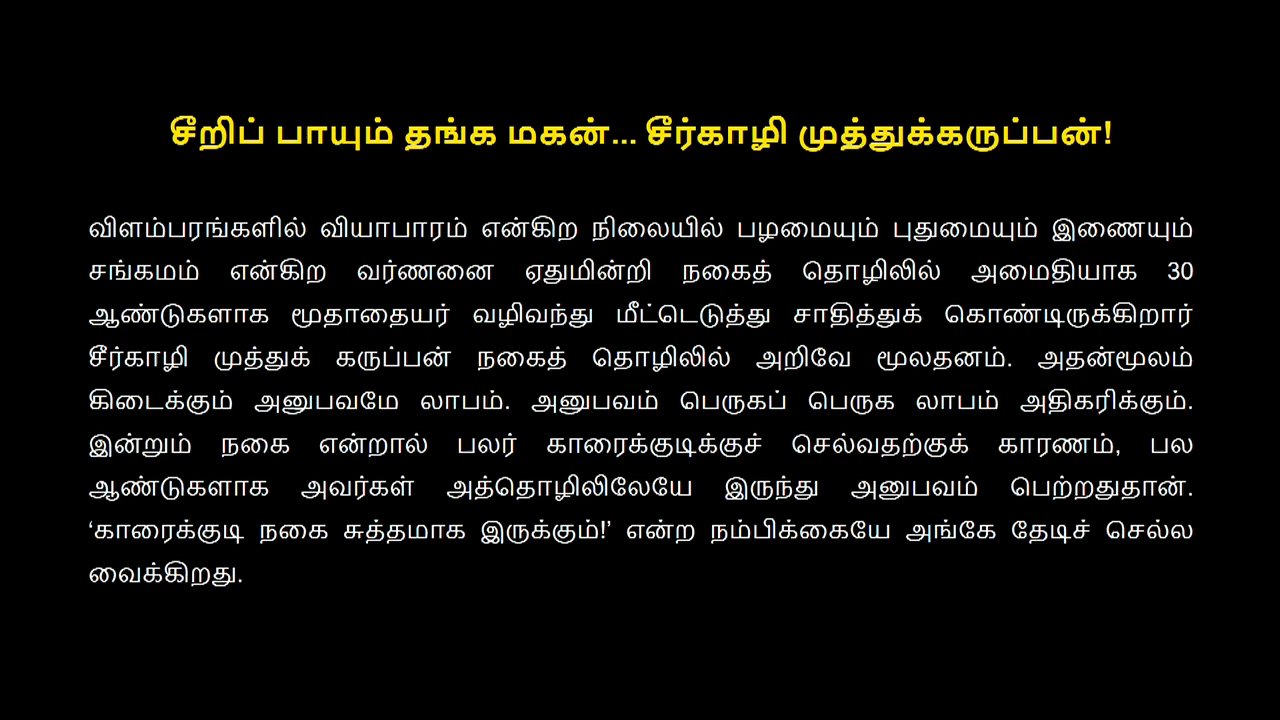 சீறிப் பாயும் தங்க மகன்... சீர்காழி முத்துக்கருப்பன்!
விளம்பரங்களில் வியாபாரம் என்கிற நிலையில் பழமையும் புதுமையும் இணையும்
சங்கமம் என்கிற வர்ணனை ஏதுமின்றி நகைத் தொழிலில் அமைதியாக 30
ஆண்டுகளாக மூதாதையர் வழிவந்து மீட்டெடுத்து சாதித்துக் கொண்டிருக்கிறார்
சீர்காழி முத்துக் கருப்பன் நகைத் தொழிலில் அறிவே மூலதனம். அதன்மூலம்
கிடைக்கும் அனுபவமே லாபம். அனுபவம் பெருகப் பெருக லாபம் அதிகரிக்கும்.
இன்றும் நகை என்றால் பலர் காரைக்குடிக்குச் செல்வதற்குக் காரணம், பல
ஆண்டுகளாக அவர்கள் அத்தொழிலிலேயே இருந்து அனுபவம் பெற்றதுதான்.
‘காரைக்குடி நகை சுத்தமாக இருக்கும்!’ என்ற நம்பிக்கையே அங்கே தேடிச் செல்ல
வைக்கிறது.